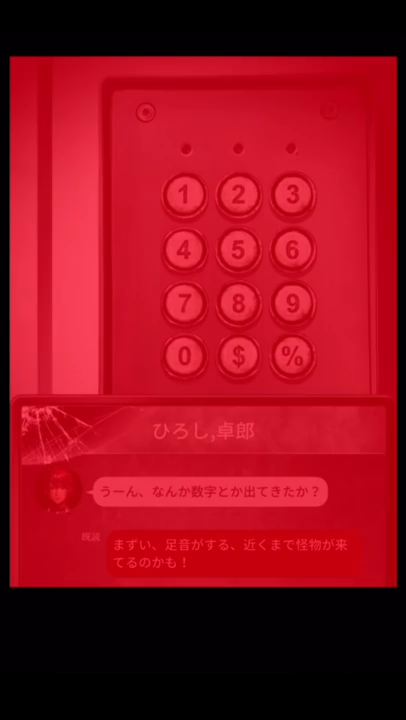 1 2 3
4 5 6
7 8 9
0 $ %
ひろし,卓郎
うーん、なんか数字とか出てきたか？
既読
まずい、足音がする、近くまで怪物が来
てるのかも！